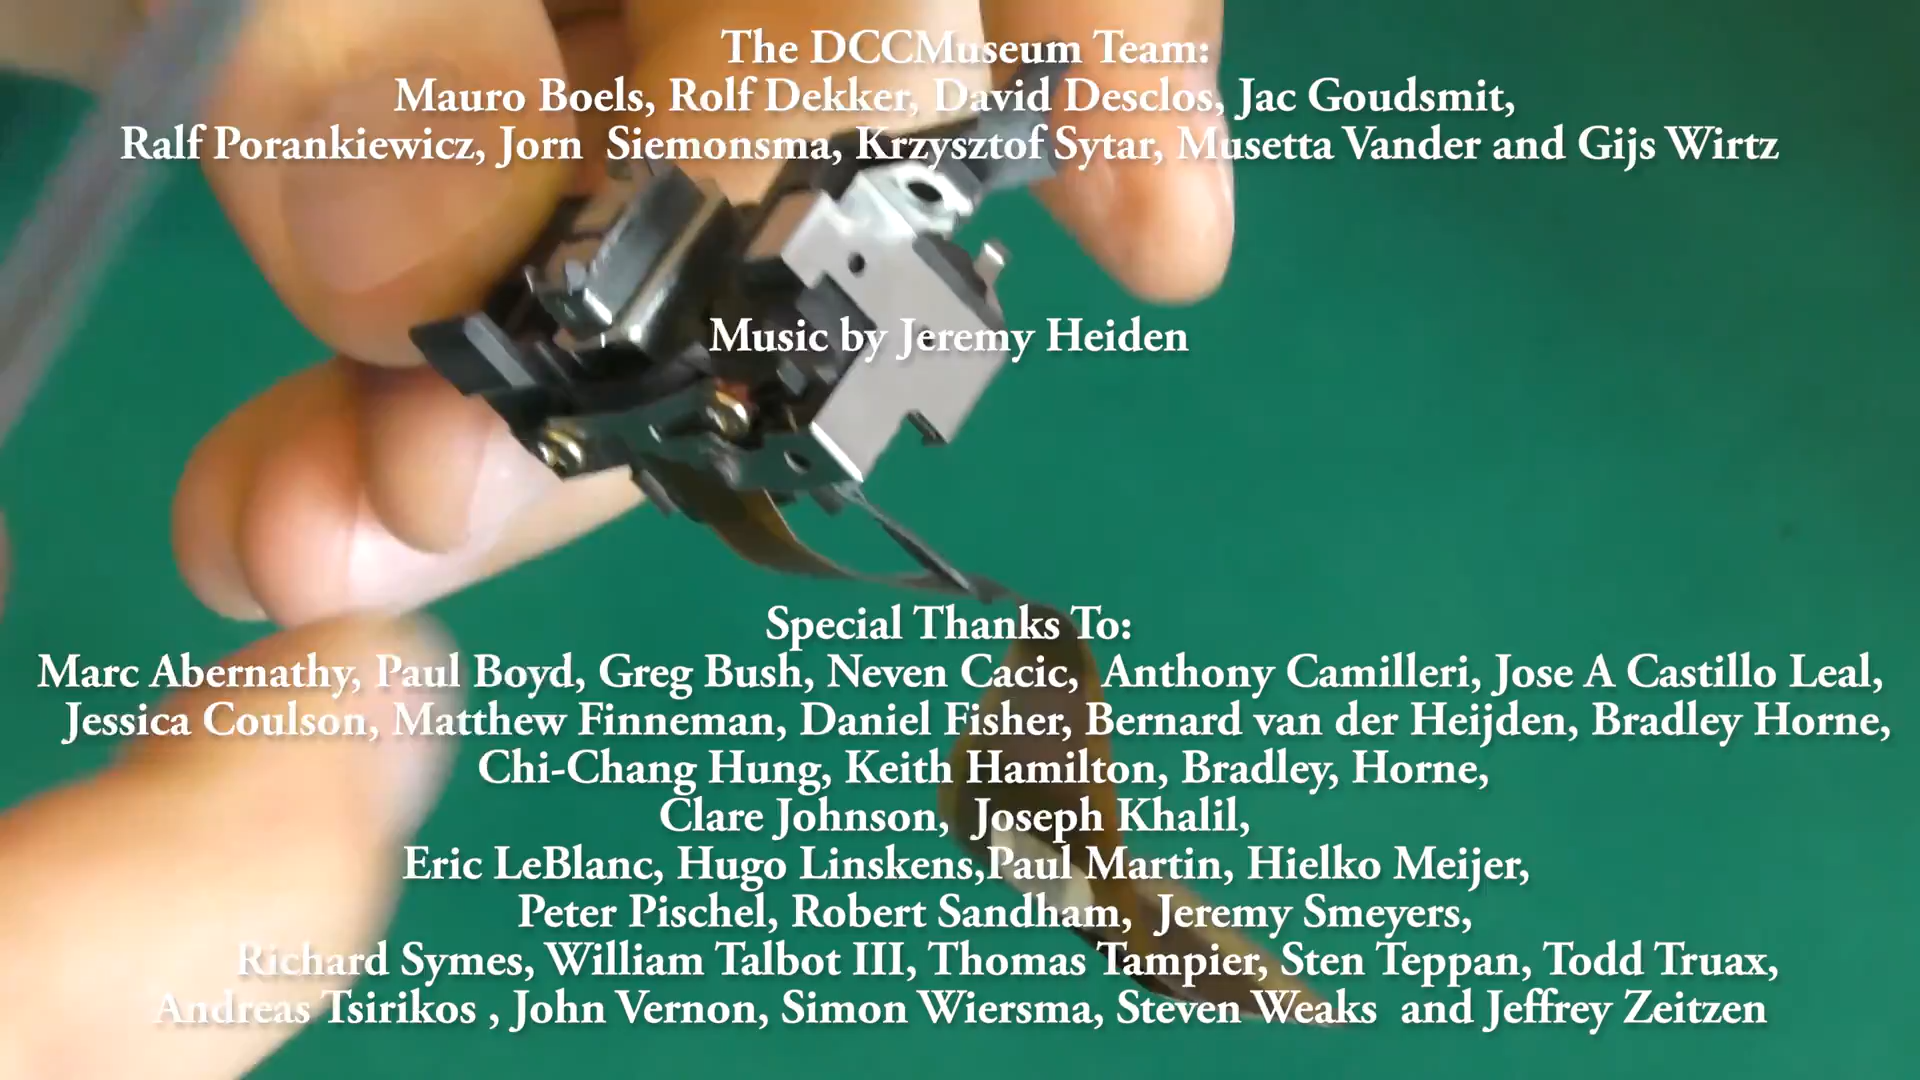 The DCCMuseum Team:
Mauro Boels, Rolf Dekker, David Desclos, Jac Goudsmit,
Ralf Porankiewicz, Jorn  Siemonsma, Krzysztof Sytar, Musetta Vander and Gijs Wirtz
Music by Jeremy Heiden
Special Thanks To:
Marc Abernathy, Paul Boyd, Greg Bush, Neven Cacic,  Anthony Camilleri, Jose A Castillo Leal,
Jessica Coulson, Matthew Finneman, Daniel Fisher, Bernard van der Heijden, Bradley Horne,
Chi-Chang Hung, Keith Hamilton, Bradley, Horne,
Clare Johnson,  Joseph Khalil,
Eric LeBlanc, Hugo Linskens,Paul Martin, Hielko Meijer,
Peter Pischel, Robert Sandham,  Jeremy Smeyers,
Richard Symes, William Talbot III, Thomas Tampier, Sten Teppan, Todd Truax,
Andreas Tsirikos , John Vernon, Simon Wiersma, Steven Weaks  and Jeffrey Zeitzen